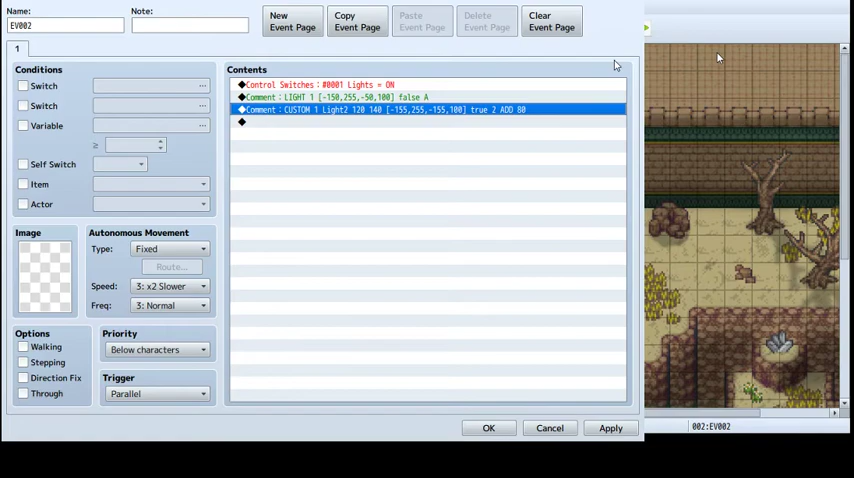 Name: Note:
EV002
New Event Page
Copy Event Page
Paste Event Page
Delete Event Page
Clear Event Page
1
Conditions
Switch ...
Switch ...
Variable ...
≥
Self Switch
Item
Actor
Image
Autonomous Movement
Type: Fixed
Route...
Speed: 3: x2 Slower
Freq: 3: Normal
Options
Walking
Stepping
Direction Fix
Through
Priority
Below characters
Trigger
Parallel
Contents
◆Control Switches：#0001 Lights = ON
◆Comment：LIGHT 1 [-150,255,-50,100] false A
◆Comment：CUSTOM 1 Light2 120 140 [-155,255,-155,100] true 2 ADD 80
◆
OK Cancel Apply
002:EV002